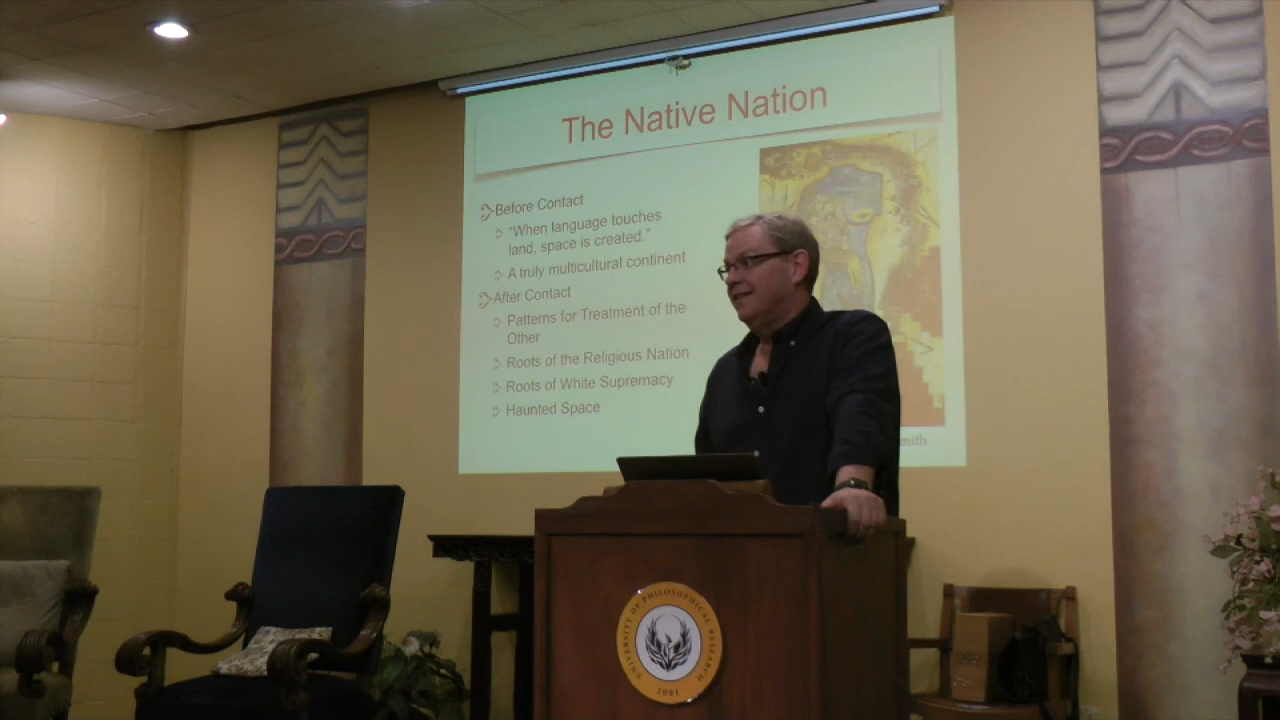 The Native Nation
Before Contact
"When language touches
land, space is created."
A truly multicultural continent
After Contact
Patterns for Treatment of the
Other
Roots of the Religious Nation
Roots of White Supremacy
Haunted Space
mith
UNIVERSITY OF PHILOSOPHICAL RESEARCH
2001